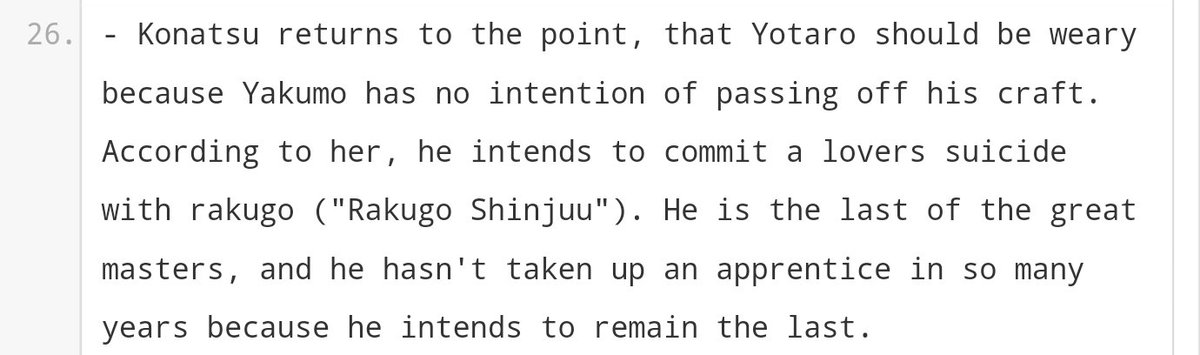 26. - Konatsu returns to the point, that Yotaro should be weary
because Yakumo has no intention of passing off his craft.
According to her, he intends to commit a lovers suicide
with rakugo ("Rakugo Shinjuu"). He is the last of the great
masters, and he hasn't taken up an apprentice in so many
years because he intends to remain the last.